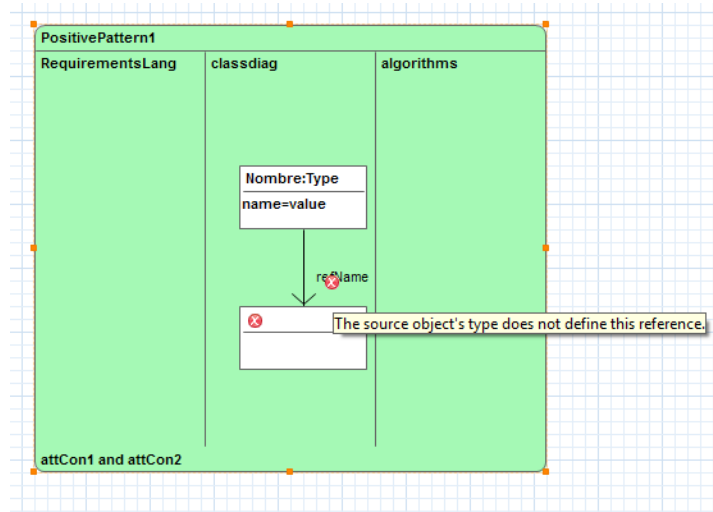 PositivePattern1
RequirementsLang classdiag algorithms
Nombre:Type
name=value
refName
The source object's type does not define this reference.
attCon1 and attCon2